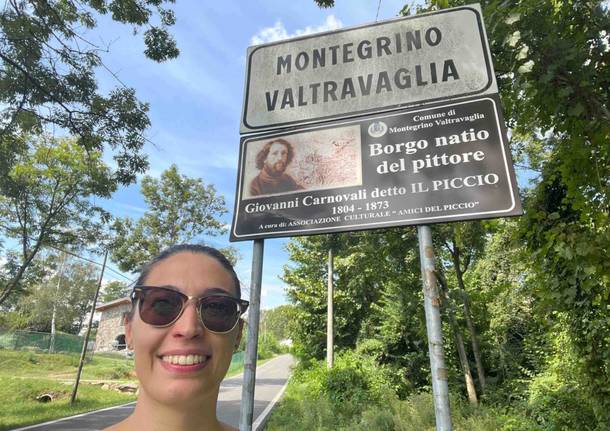 MONTEGRINO
VALTRAVAGLIA
Comune di
Montegrino Valtravaglia
Borgo natio
del pittore
Giovanni Carnovali detto IL PICCIO
1804 - 1873
A cura di: ASSOCIAZIONE CULTURALE "AMICI DEL PICCIO"